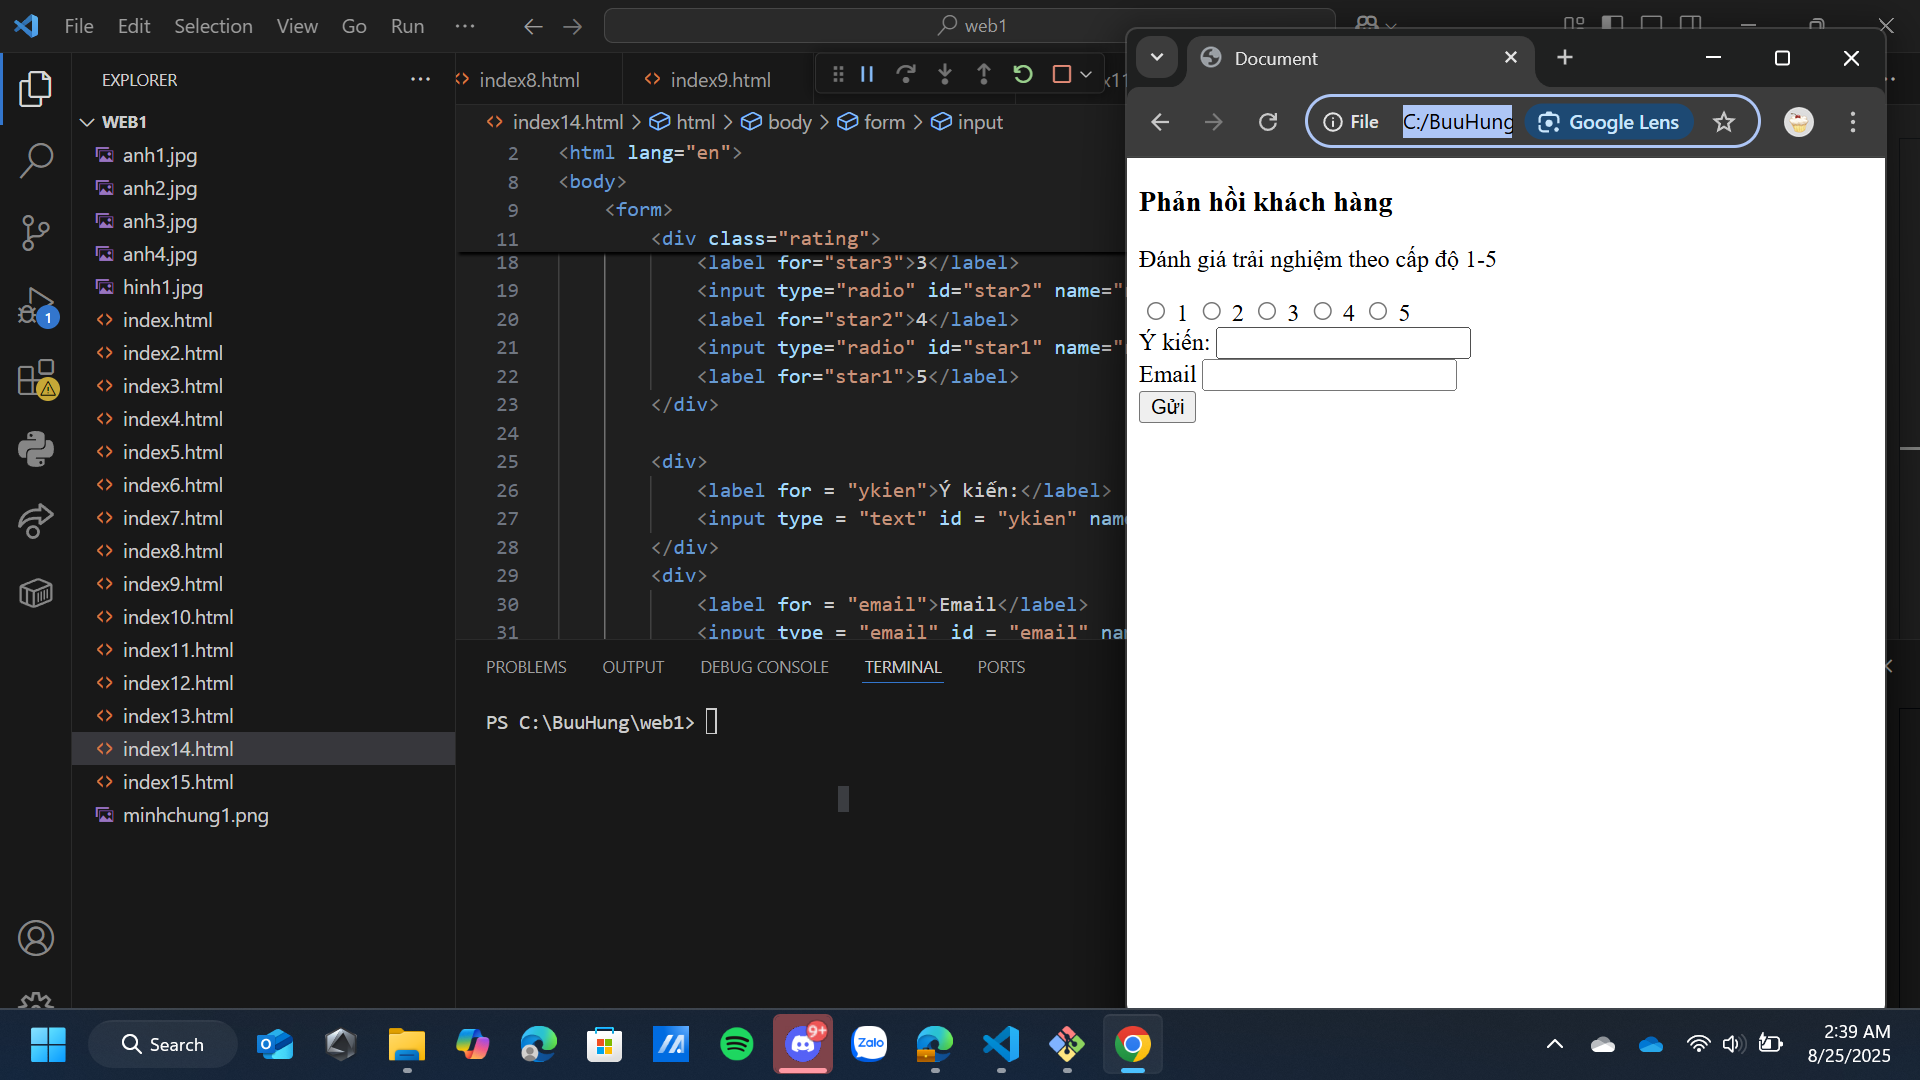 File Edit Selection View Go Run
web1
EXPLORER
WEB1
anh1.jpg
anh2.jpg
anh3.jpg
anh4.jpg
hinh1.jpg
index.html
index2.html
index3.html
index4.html
index5.html
index6.html
index7.html
index8.html
index9.html
index10.html
index11.html
index12.html
index13.html
index14.html
index15.html
minhchung1.png
1
index8.html index9.html
index14.html > html > body > form > input
2 <html lang="en">
8 <body>
9 <form>
11 <div class="rating">
18 <label for="star3">3</label>
19 <input type="radio" id="star2" name="
20 <label for="star2">4</label>
21 <input type="radio" id="star1" name="
22 <label for="star1">5</label>
23 </div>
24
25 <div>
26 <label for = "ykien">Ý kiến:</label>
27 <input type = "text" id = "ykien" nam
28 </div>
29 <div>
30 <label for = "email">Email</label>
31 <input type = "email" id = "email" na
PROBLEMS OUTPUT DEBUG CONSOLE TERMINAL PORTS
PS C:\BuuHung\web1>
Document
File C:/BuuHung Google Lens
Phản hồi khách hàng
Đánh giá trải nghiệm theo cấp độ 1-5
1 2 3 4 5
Ý kiến:
Email
Gửi
Search
9+
Zalo
2:39 AM
8/25/2025